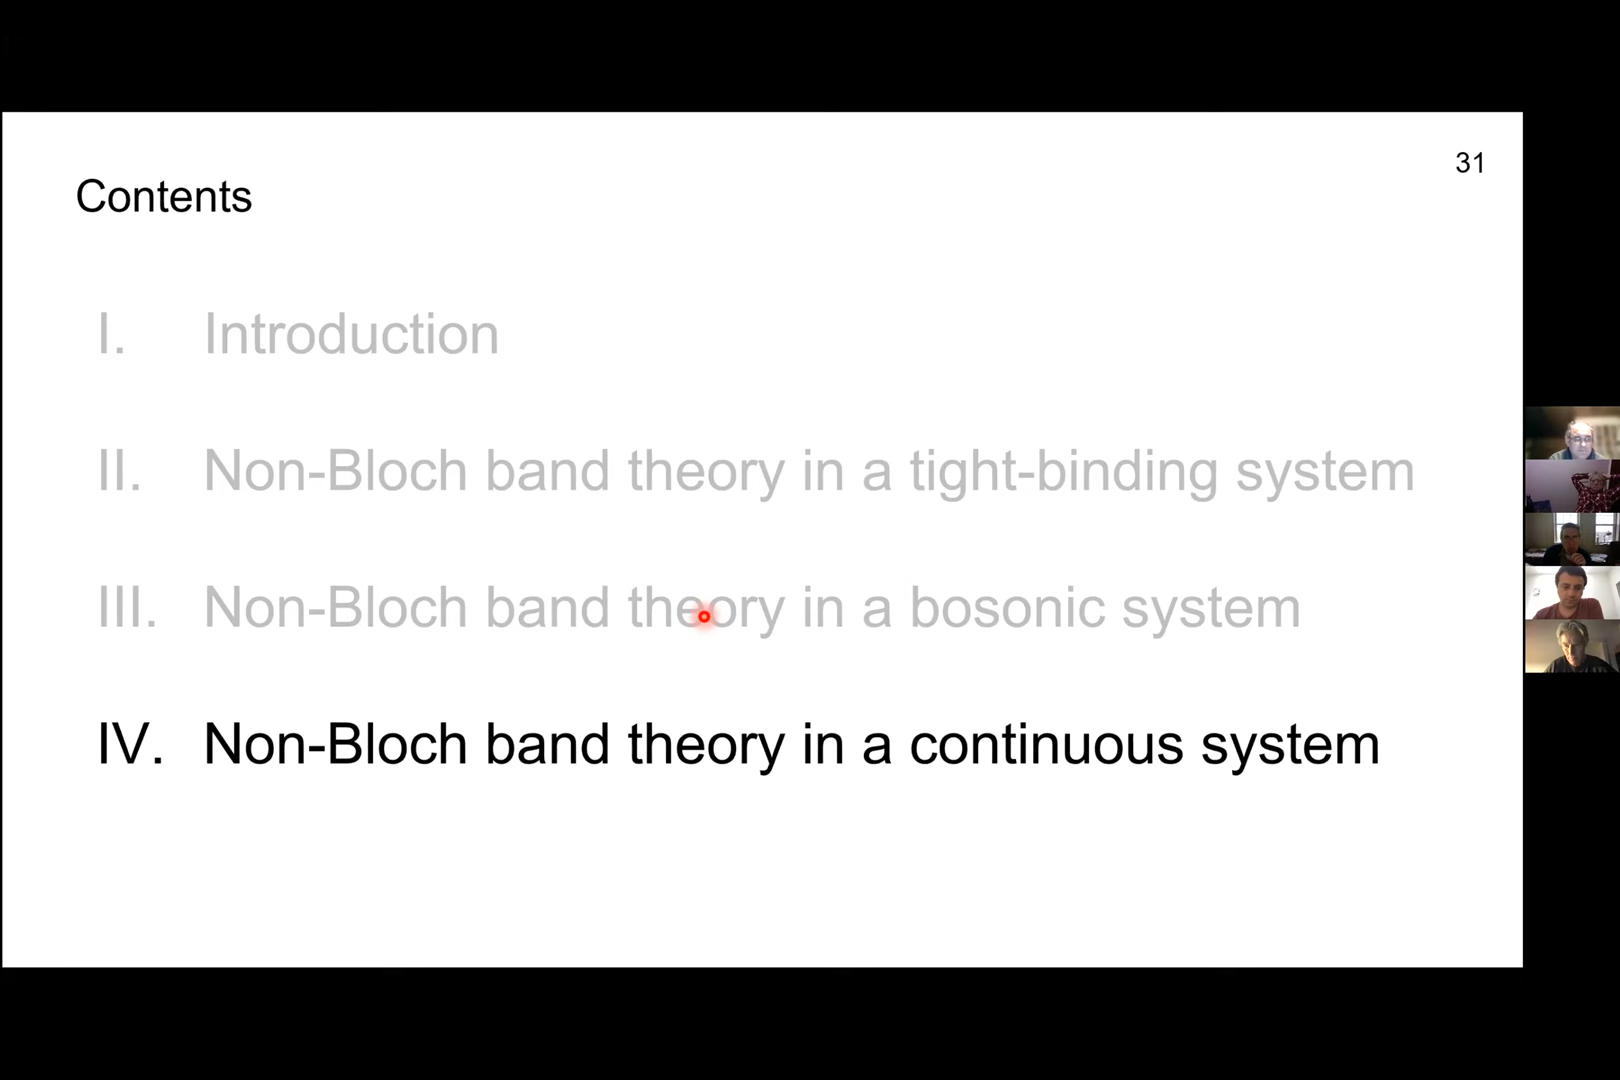 31
Contents
I. Introduction
II. Non-Bloch band theory in a tight-binding system
III. Non-Bloch band theory in a bosonic system
IV. Non-Bloch band theory in a continuous system